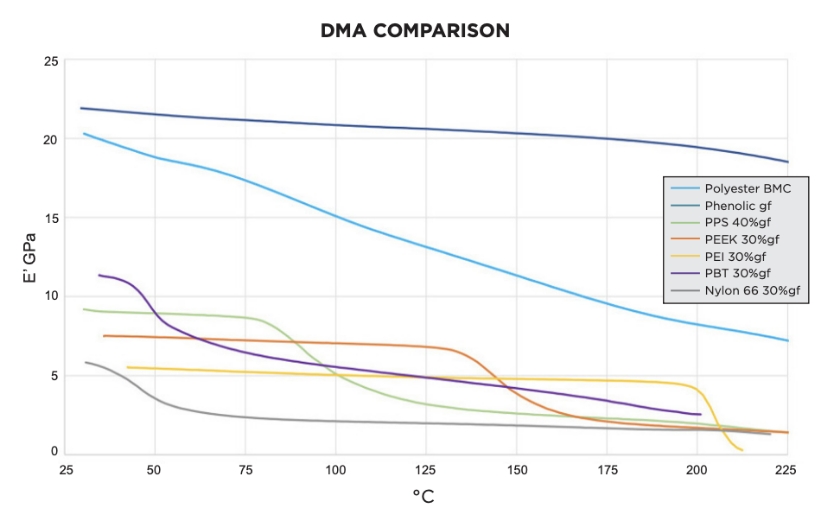 DMA COMPARISON
25
20
15
10
5
0
E' GPa
Polyester BMC
Phenolic gf
PPS 40%gf
PEEK 30%gf
PEI 30%gf
PBT 30%gf
Nylon 66 30%gf
25 50 75 100 125 150 175 200 225
°C